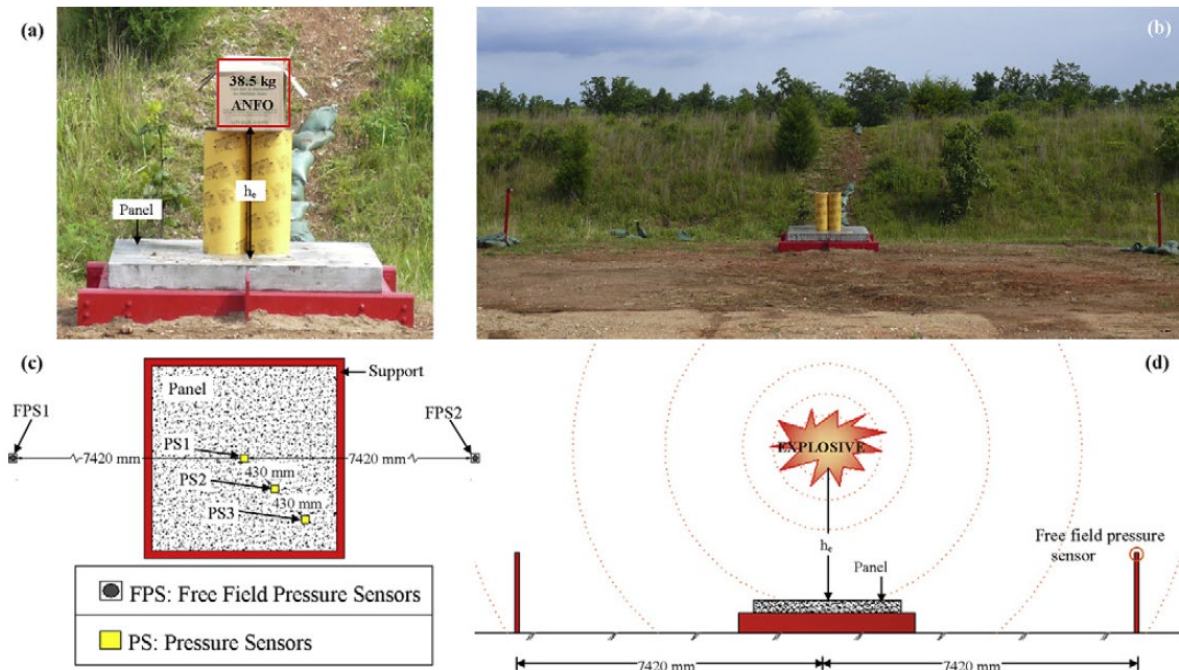 (a)
38.5 kg
ANFO
hₑ
Panel
(b)
(c)
Panel
Support
FPS1
FPS2
PS1
7420 mm
7420 mm
430 mm
PS2
430 mm
PS3
FPS: Free Field Pressure Sensors
PS: Pressure Sensors
(d)
EXPLOSIVE
hₑ
Panel
Free field pressure
sensor
7420 mm
7420 mm